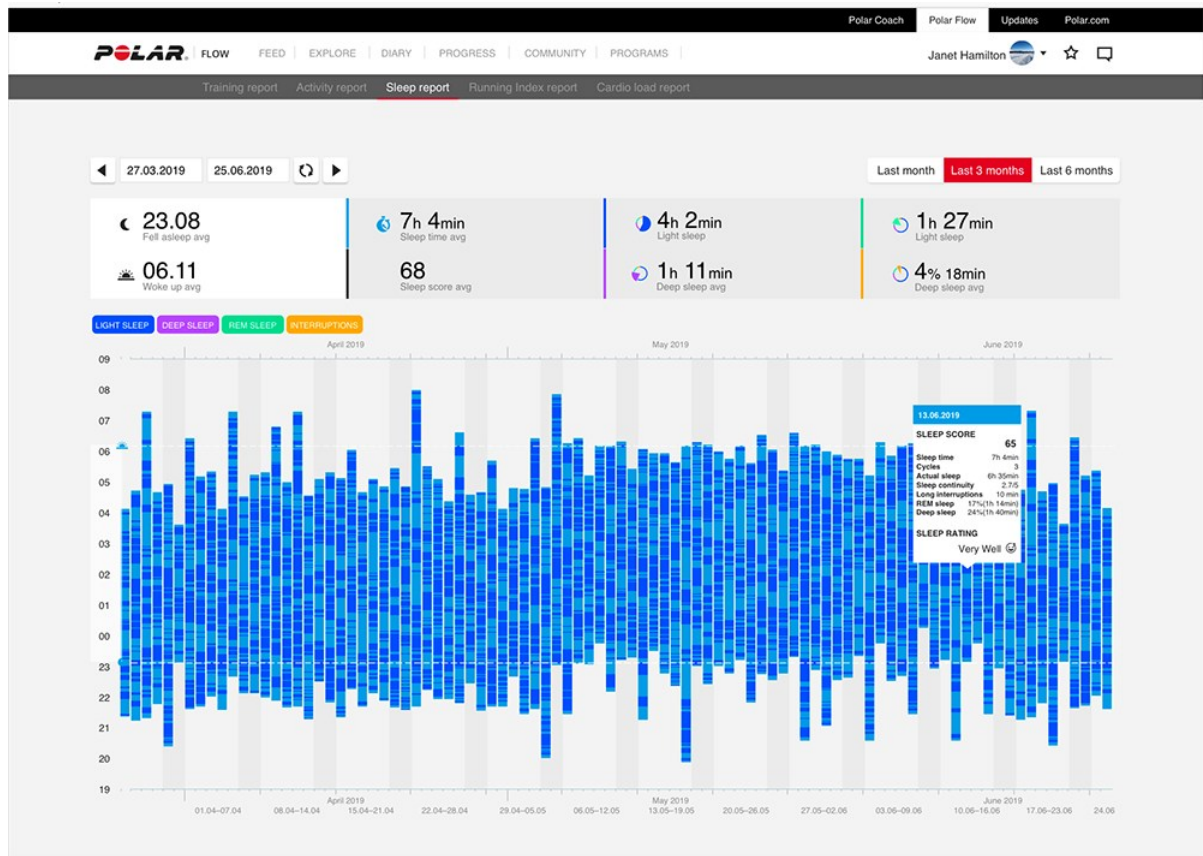 Polar Coach Polar Flow Updates Polar.com
POLAR. FLOW FEED EXPLORE DIARY PROGRESS COMMUNITY PROGRAMS Janet Hamilton
Training report Activity report Sleep report Running Index report Cardio load report
27.03.2019 25.06.2019 Last month Last 3 months Last 6 months
23.08 7h 4min 4h 2min 1h 27min
Fell asleep avg Sleep time avg Light sleep Light sleep
06.11 68 1h 11min 4% 18min
Woke up avg Sleep score avg Deep sleep avg Deep sleep avg
LIGHT SLEEP DEEP SLEEP REM SLEEP INTERRUPTIONS
April 2019 May 2019 June 2019
09
08
07
06
05
04
03
02
01
00
23
22
21
20
19
13.06.2019
SLEEP SCORE
65
Sleep time 7h 4min
Cycles 3
Actual sleep 6h 35min
Sleep continuity 2.7/5
Long interruptions 10 min
REM sleep 17%(1h 14min)
Deep sleep 24%(1h 40min)
SLEEP RATING
Very Well
April 2019 May 2019 June 2019
01.04–07.04 08.04–14.04 15.04–21.04 22.04–28.04 29.04–05.05 06.05–12.05 13.05–19.05 20.05–26.05 27.05–02.06 03.06–09.06 10.06–16.06 17.06–23.06 24.06